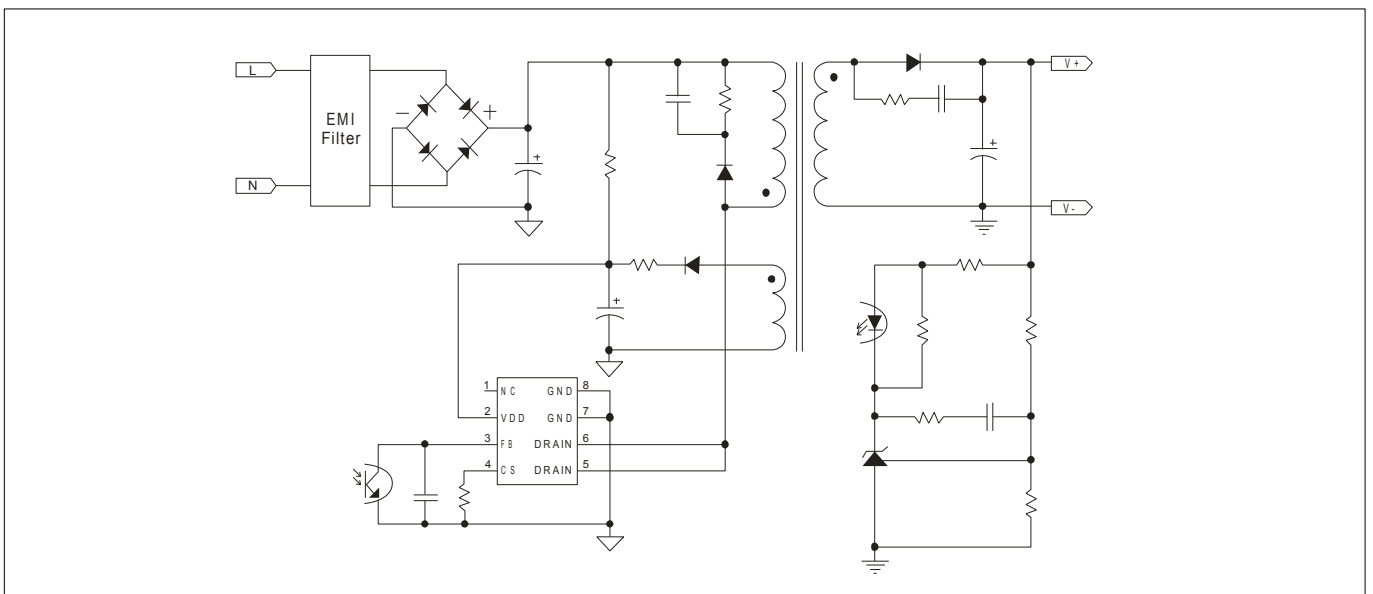 L
EMI
Filter
N
V+
V-
1 NC GND 8
2 VDD GND 7
3 FB DRAIN 6
4 CS DRAIN 5